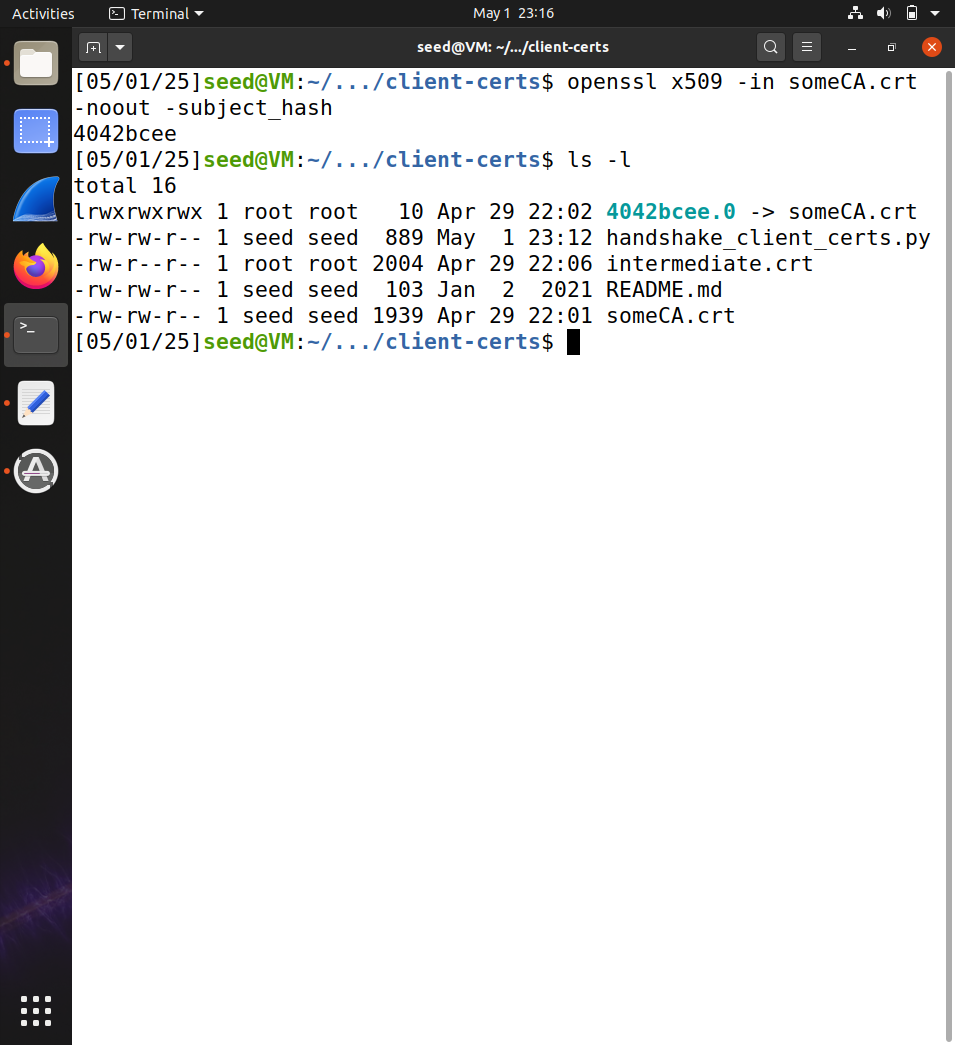 Activities Terminal May 1 23:16
seed@VM: ~/.../client-certs
[05/01/25]seed@VM:~/.../client-certs$ openssl x509 -in someCA.crt
-noout -subject_hash
4042bcee
[05/01/25]seed@VM:~/.../client-certs$ ls -l
total 16
lrwxrwxrwx 1 root root   10 Apr 29 22:02 4042bcee.0 -> someCA.crt
-rw-rw-r-- 1 seed seed  889 May  1 23:12 handshake_client_certs.py
-rw-r--r-- 1 root root 2004 Apr 29 22:06 intermediate.crt
-rw-rw-r-- 1 seed seed  103 Jan  2  2021 README.md
-rw-rw-r-- 1 seed seed 1939 Apr 29 22:01 someCA.crt
[05/01/25]seed@VM:~/.../client-certs$